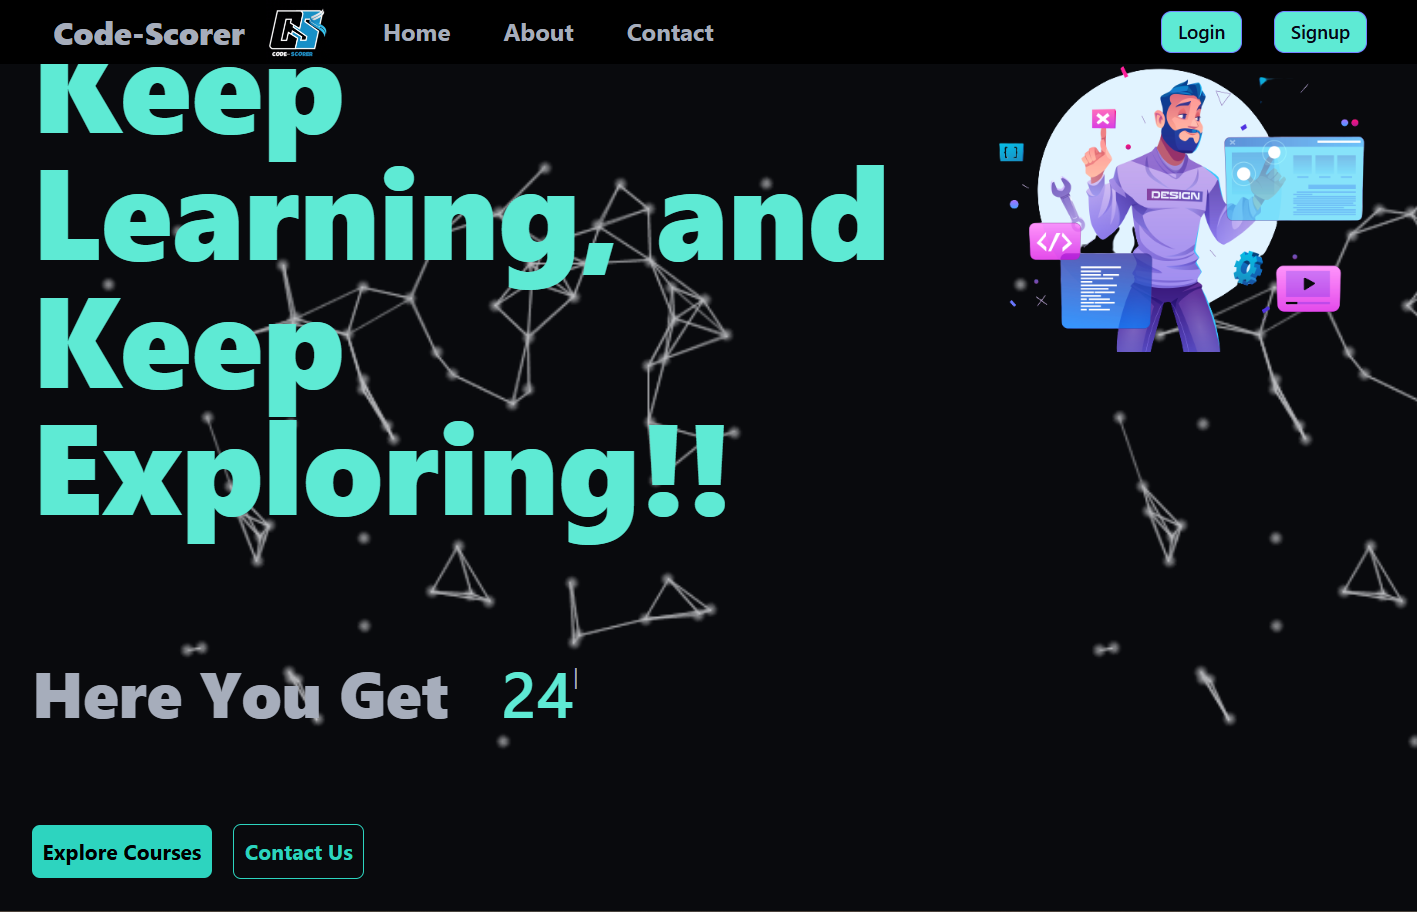 Code-Scorer
CS
CODE-SCORER
Home
About
Contact
Login
Signup
Keep
Learning, and
Keep
Exploring!!
DESIGN
{ }
</>
Here You Get 24
Explore Courses
Contact Us